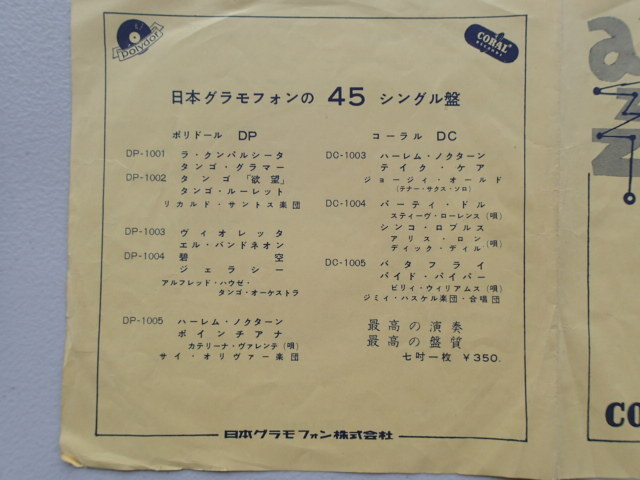 Polydor
CORAL
RECORDS
日本グラモフォンの 45 シングル盤
ポリドール DP
DP-1001 ラ・クンパルシータ
タンゴ・グラマー
DP-1002 タンゴ「欲望」
タンゴ・ルーレット
リカルド・サントス楽団
DP-1003 ヴィオレッタ
エル・バンドネオン
DP-1004 碧空
ジェラシー
アルフレッド・ハウゼ・
タンゴ・オーケストラ
DP-1005 ハーレム・ノクターン
ポインチアナ
カテリーナ・ヴァレンテ(唄)
サイ・オリヴァー楽団
コーラル DC
DC-1003 ハーレム・ノクターン
テイク・ケア
ジョージィ・オールド
(テナー・サクス・ソロ)
DC-1004 パーティ・ドル
スティーヴ・ローレンス(唄)
シンコ・ロブルス
アリス・ロン
ディック・ディル(唄)
DC-1005 バタフライ
パイド・パイパー
ビリィ・ウィリアムス(唄)
ジミィ・ハスケル楽団・合唱団
最高の演奏
最高の盤質
七吋一枚 ¥350.
日本グラモフォン株式会社
CO